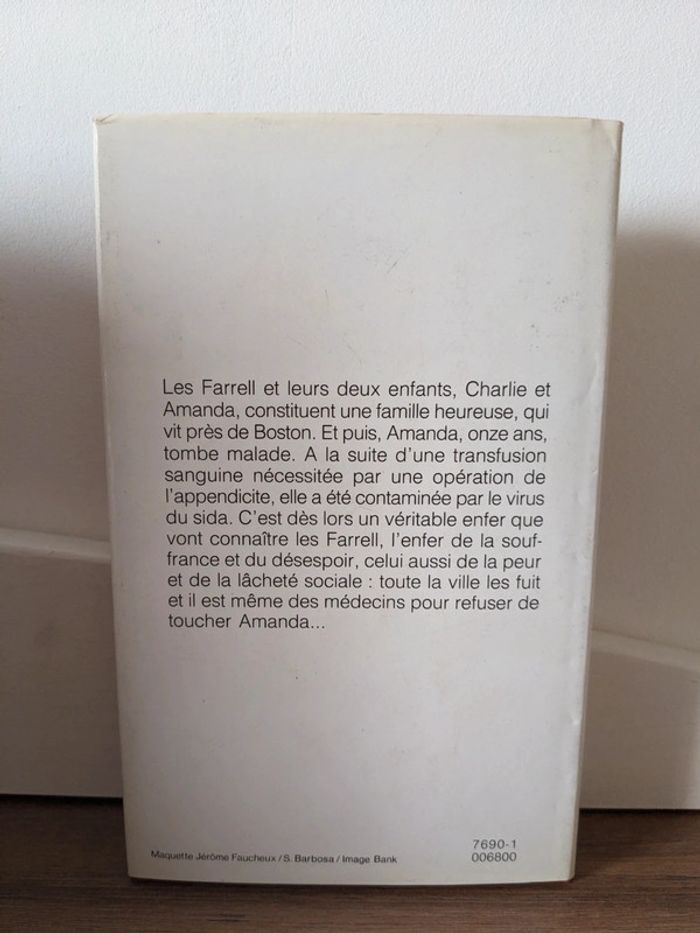 Les Farrell et leurs deux enfants, Charlie et
Amanda, constituent une famille heureuse, qui
vit près de Boston. Et puis, Amanda, onze ans,
tombe malade. A la suite d'une transfusion
sanguine nécessitée par une opération de
l'appendicite, elle a été contaminée par le virus
du sida. C'est dès lors un véritable enfer que
vont connaître les Farrell, l'enfer de la souf-
france et du désespoir, celui aussi de la peur
et de la lâcheté sociale : toute la ville les fuit
et il est même des médecins pour refuser de
toucher Amanda...
7690-1
Maquette Jérôme Faucheux / S. Barbosa / Image Bank
006800